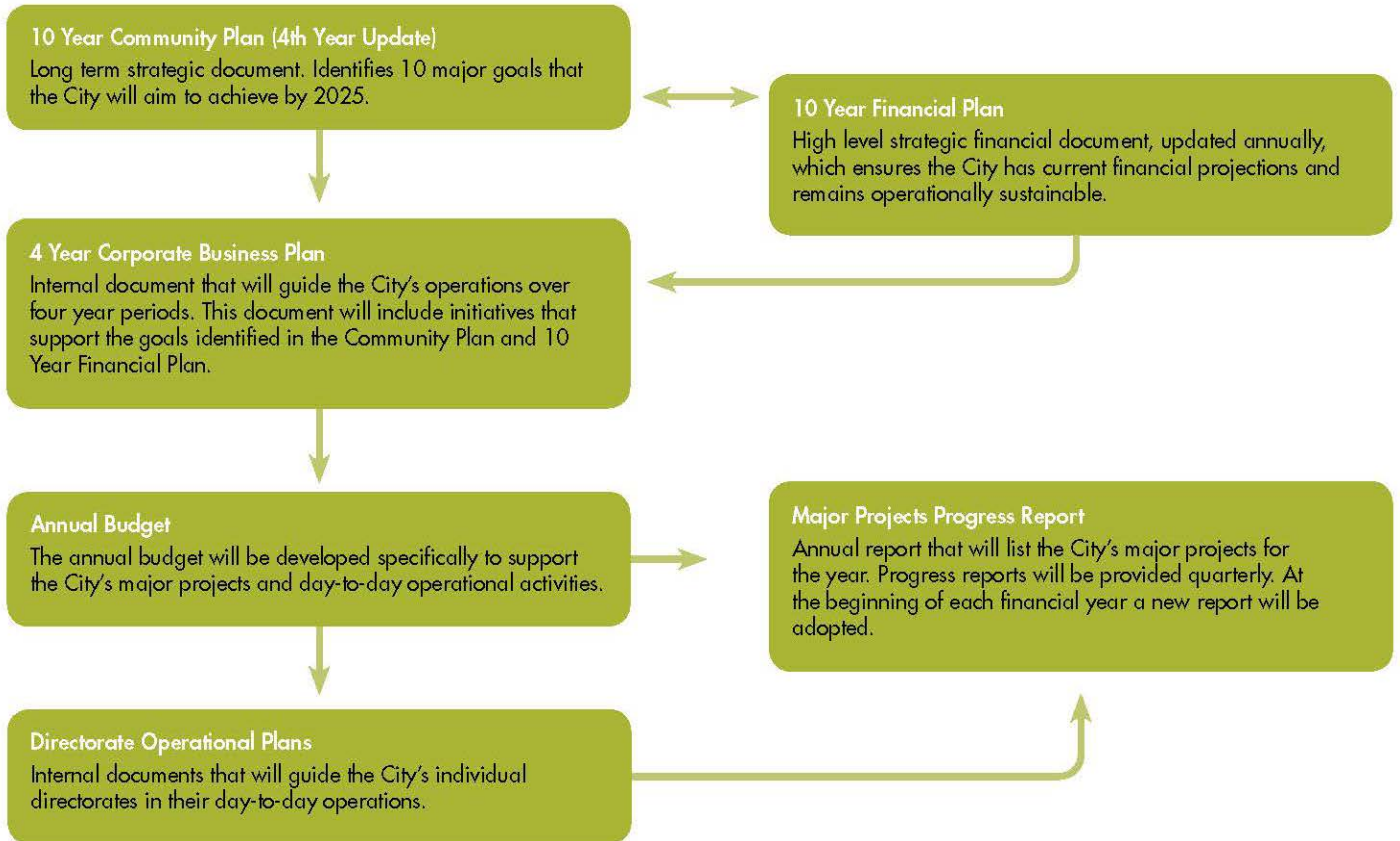 10 Year Community Plan (4th Year Update)
Long term strategic document. Identifies 10 major goals that
the City will aim to achieve by 2025.
10 Year Financial Plan
High level strategic financial document, updated annually,
which ensures the City has current financial projections and
remains operationally sustainable.
4 Year Corporate Business Plan
Internal document that will guide the City's operations over
four year periods. This document will include initiatives that
support the goals identified in the Community Plan and 10
Year Financial Plan.
Annual Budget
The annual budget will be developed specifically to support
the City's major projects and day-to-day operational activities.
Major Projects Progress Report
Annual report that will list the City's major projects for
the year. Progress reports will be provided quarterly. At
the beginning of each financial year a new report will be
adopted.
Directorate Operational Plans
Internal documents that will guide the City's individual
directorates in their day-to-day operations.